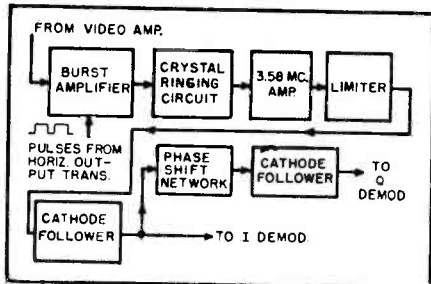 FROM VIDEO AMP.
BURST
AMPLIFIER
CRYSTAL
RINGING
CIRCUIT
3.58 MC.
AMP.
LIMITER
PULSES FROM
HORIZ. OUT-
PUT TRANS.
PHASE
SHIFT
NETWORK
CATHODE
FOLLOWER
TO
Q
DEMOD
CATHODE
FOLLOWER
TO I DEMOD.